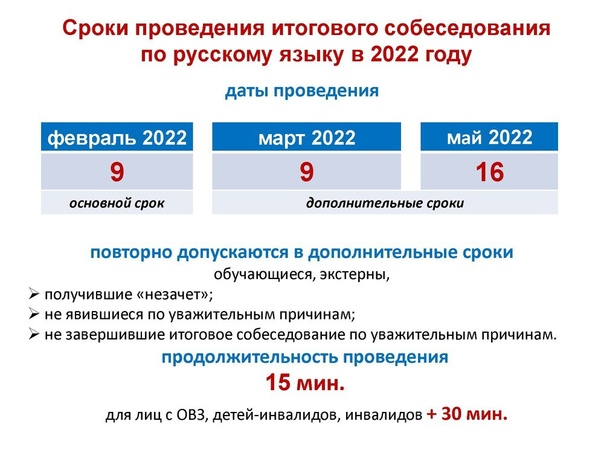 Сроки проведения итогового собеседования
по русскому языку в 2022 году
даты проведения
февраль 2022 март 2022 май 2022
9 9 16
основной срок дополнительные сроки
повторно допускаются в дополнительные сроки
обучающиеся, экстерны,
➢ получившие «незачет»;
➢ не явившиеся по уважительным причинам;
➢ не завершившие итоговое собеседование по уважительным причинам.
продолжительность проведения
15 мин.
для лиц с ОВЗ, детей-инвалидов, инвалидов + 30 мин.